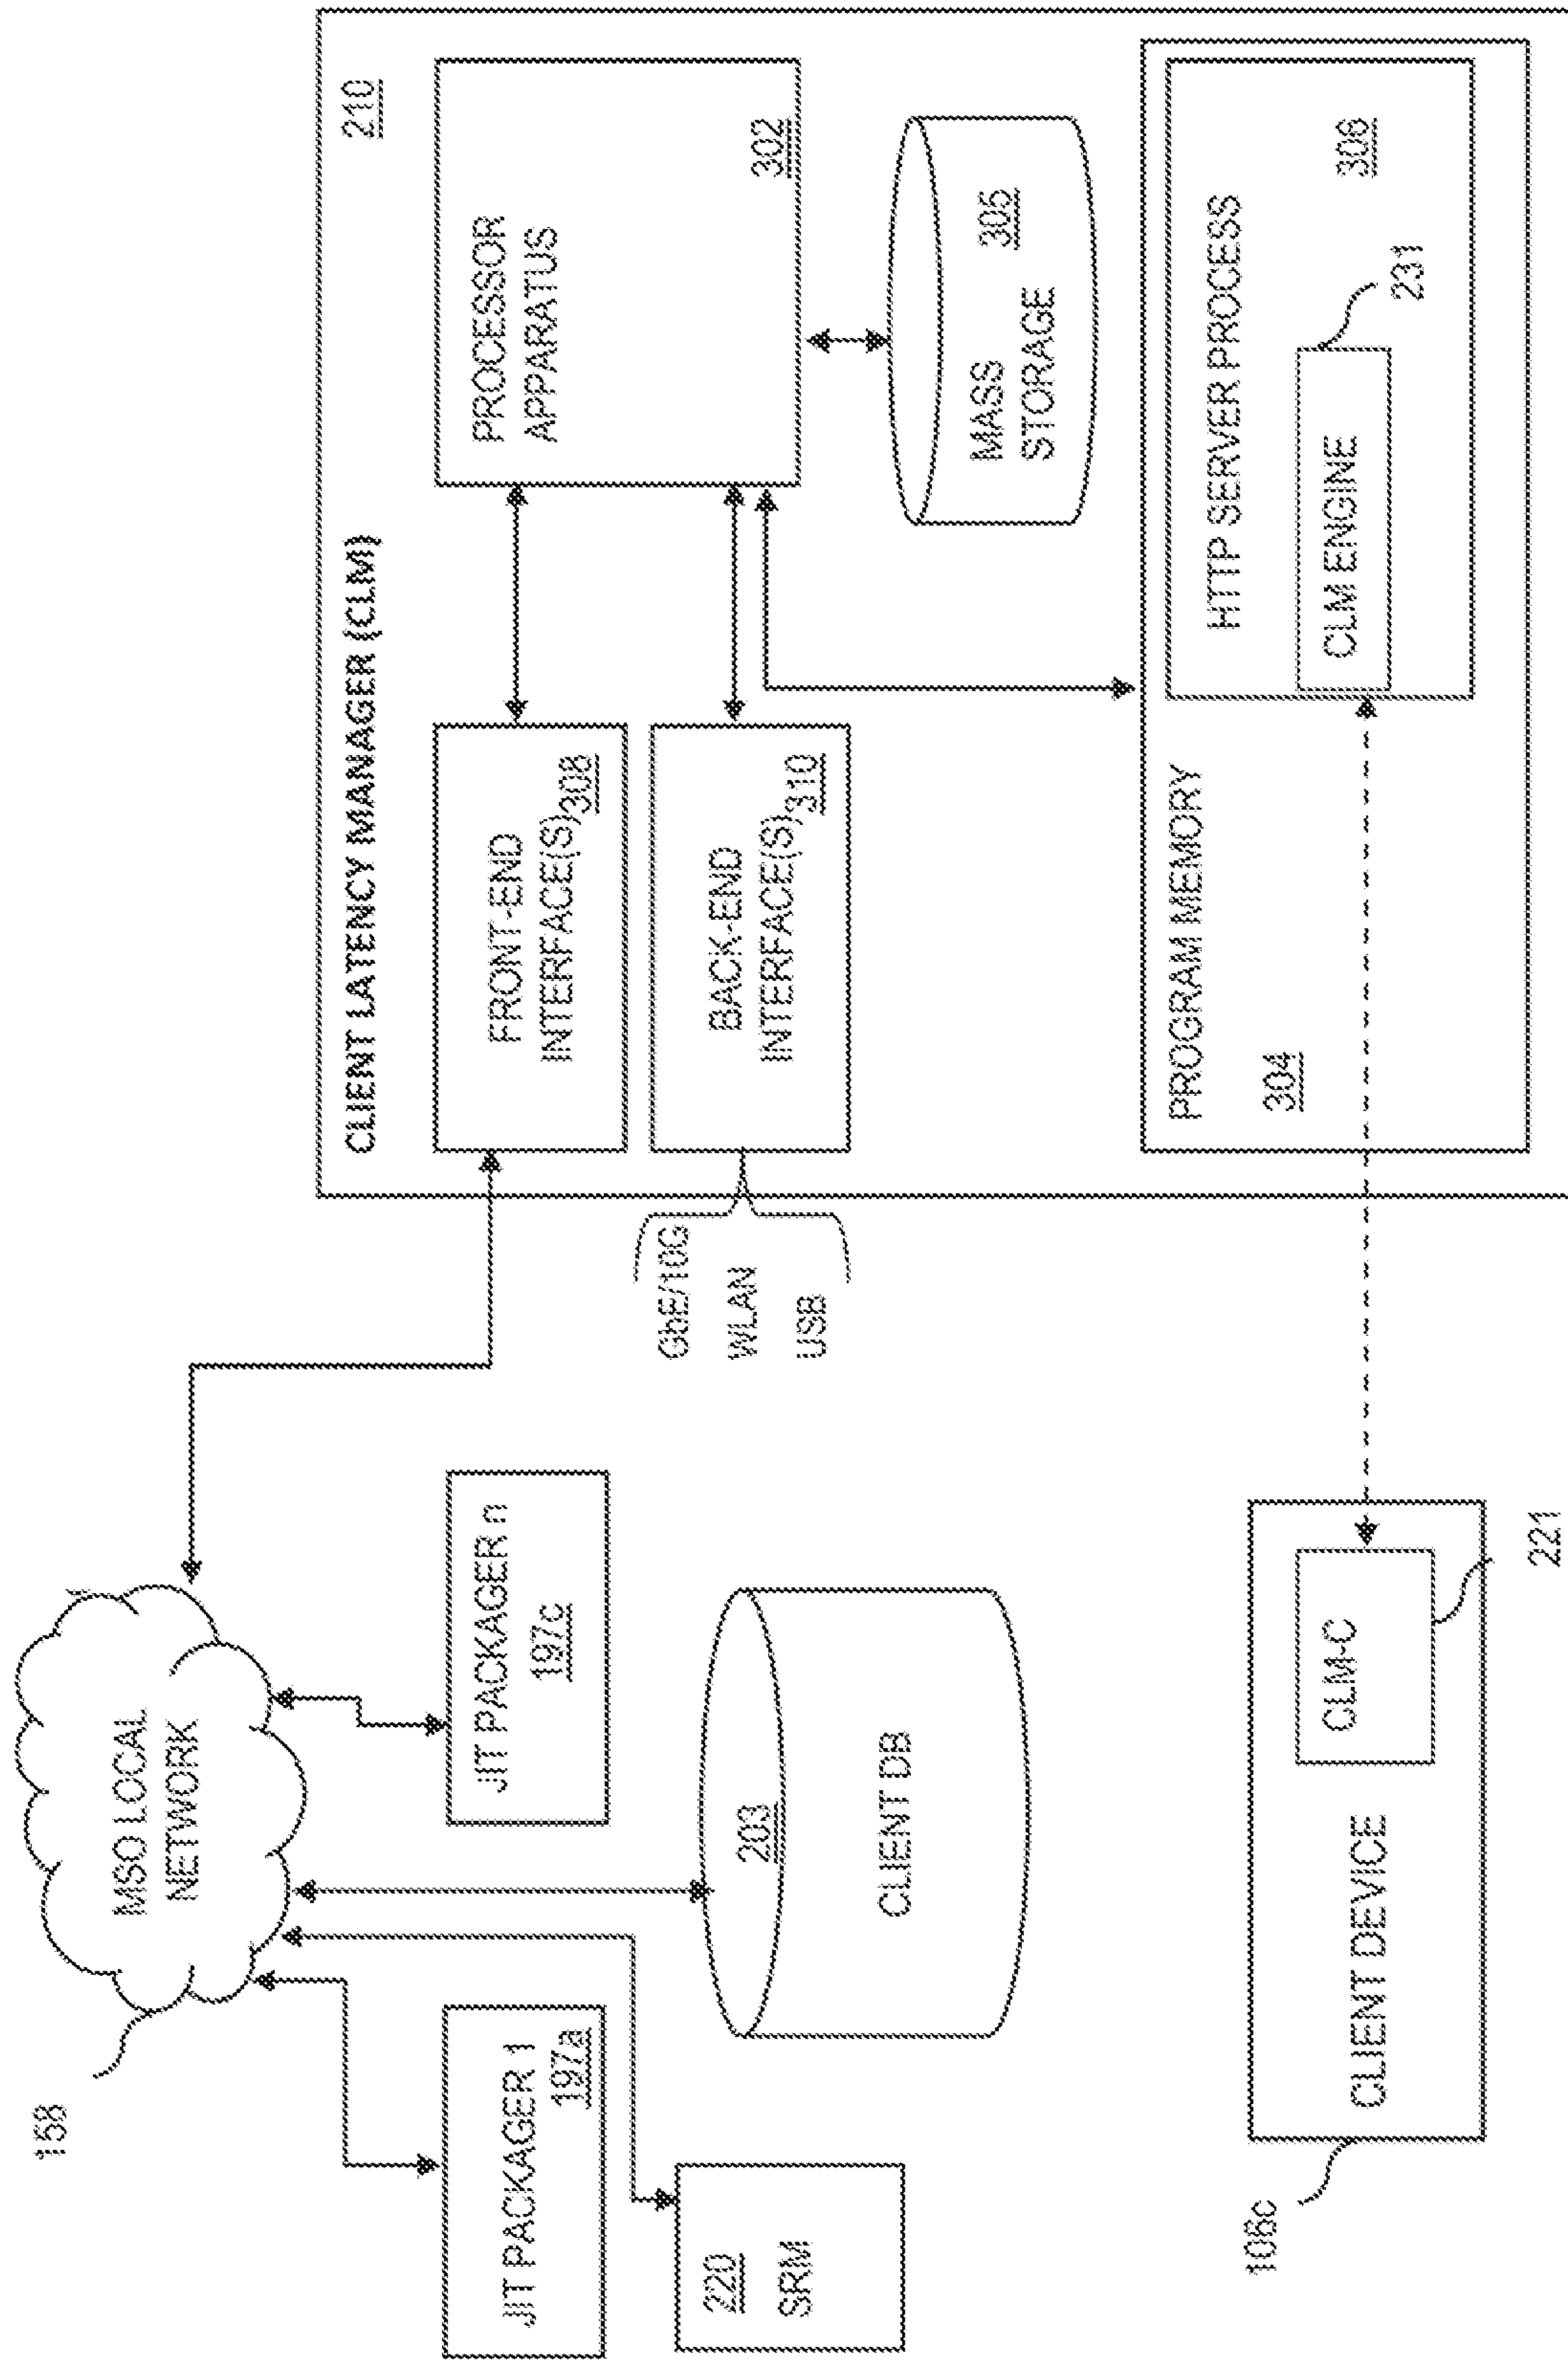 158
MSO LOCAL
NETWORK
JIT PACKAGER 1
197a
JIT PACKAGER n
197c
220
SRM
203
CLIENT DB
106c
CLIENT DEVICE
CLM-C
221
CLIENT LATENCY MANAGER (CLM)
210
FRONT-END
INTERFACE(S)
308
BACK-END
INTERFACE(S)
310
GbE/10G
WLAN
USB
PROCESSOR
APPARATUS
302
MASS
STORAGE
305
PROGRAM MEMORY
304
HTTP SERVER PROCESS
306
CLM ENGINE
231